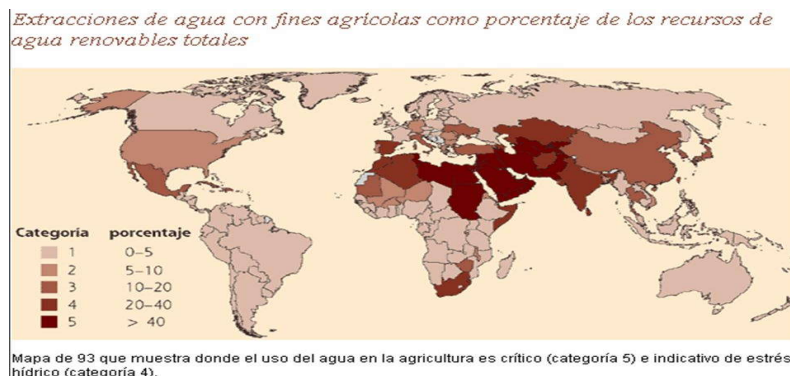 Extracciones de agua con fines agrícolas como porcentaje de los recursos de
agua renovables totales
Categoría porcentaje
1 0–5
2 5–10
3 10–20
4 20–40
5 > 40
Mapa de 93 que muestra donde el uso del agua en la agricultura es crítico (categoría 5) e indicativo de estrés
hídrico (categoría 4).